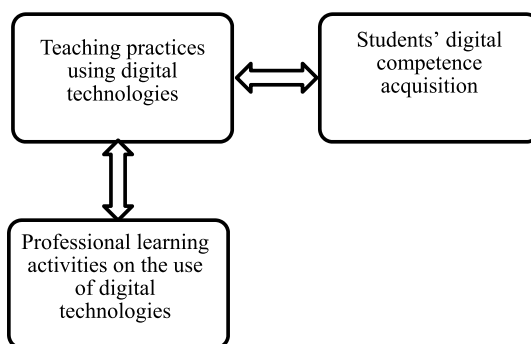 Teaching practices
using digital
technologies
Students’ digital
competence
acquisition
Professional learning
activities on the use
of digital
technologies